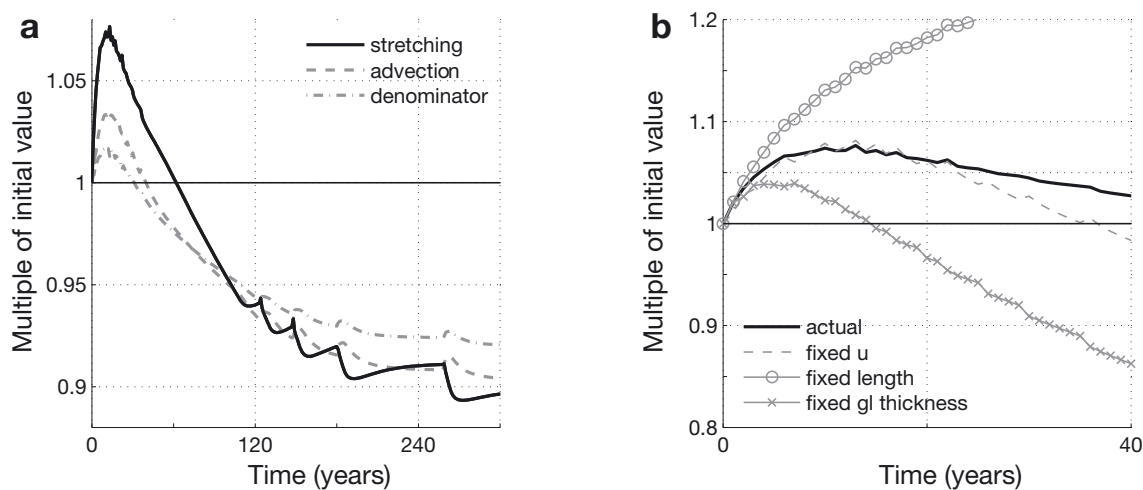 a
stretching
advection
denominator
1.05
1
0.95
0.9
Multiple of initial value
0
120
240
Time (years)
b
1.2
1.1
1
0.9
0.8
Multiple of initial value
actual
fixed u
fixed length
fixed gl thickness
0
40
Time (years)